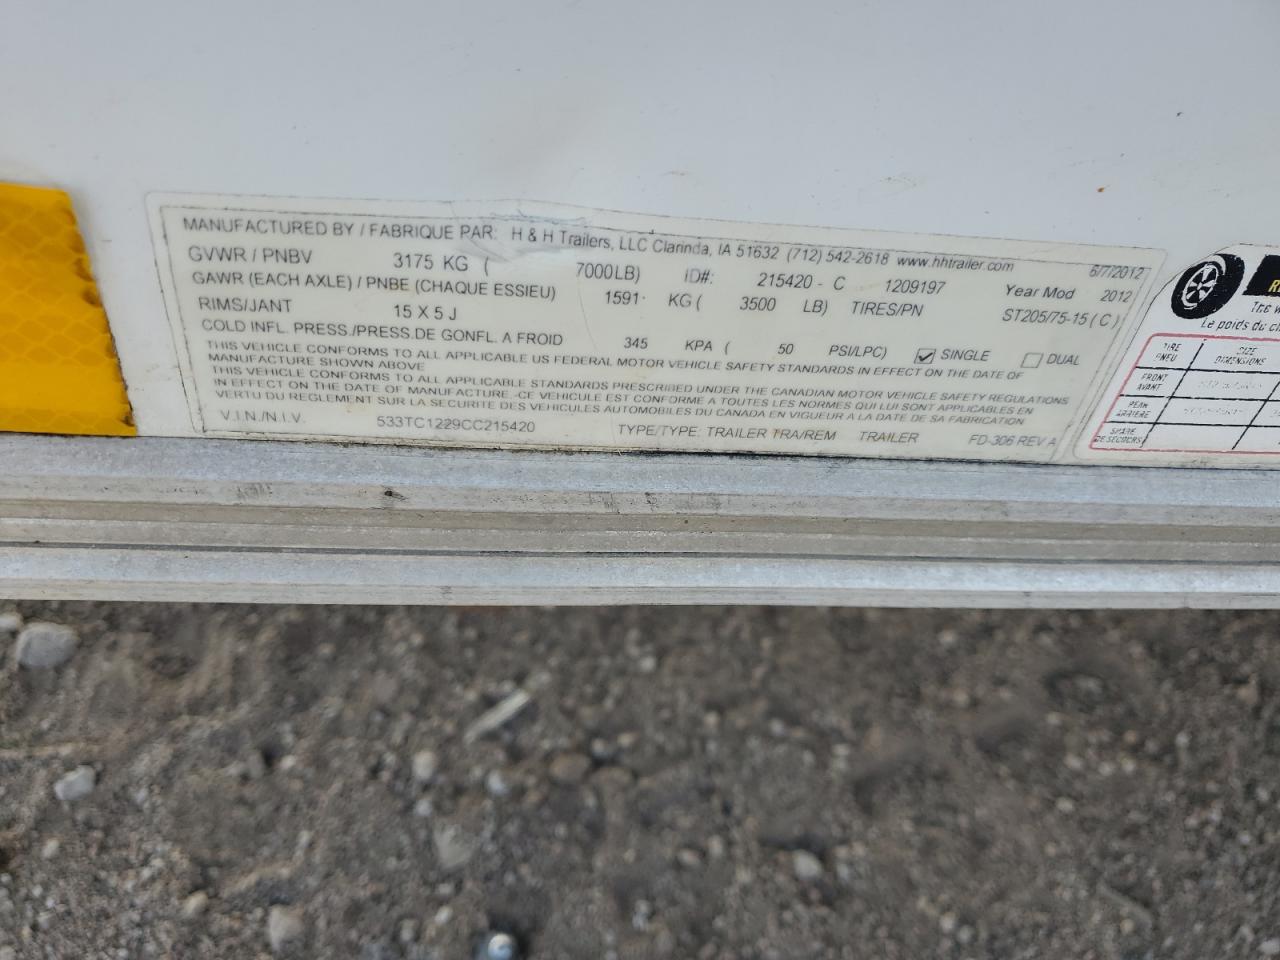 MANUFACTURED BY / FABRIQUE PAR: H & H Trailers, LLC Clarinda, IA 51632 (712) 542-2618 www.hhtrailer.com 6/7/2012
GVWR / PNBV 3175 KG ( 7000LB) ID#: 215420 - C 1209197 Year Mod 2012
GAWR (EACH AXLE) / PNBE (CHAQUE ESSIEU) 1591 KG ( 3500 LB) TIRES/PN ST205/75-15 ( C )
RIMS/JANT 15 X 5 J
COLD INFL. PRESS./PRESS.DE GONFL. A FROID 345 KPA ( 50 PSI/LPC) SINGLE DUAL
THIS VEHICLE CONFORMS TO ALL APPLICABLE US FEDERAL MOTOR VEHICLE SAFETY STANDARDS IN EFFECT ON THE DATE OF
MANUFACTURE SHOWN ABOVE
THIS VEHICLE CONFORMS TO ALL APPLICABLE STANDARDS PRESCRIBED UNDER THE CANADIAN MOTOR VEHICLE SAFETY REGULATIONS
IN EFFECT ON THE DATE OF MANUFACTURE. -CE VEHICULE EST CONFORME A TOUTES LES NORMES QUI LUI SONT APPLICABLES EN
VERTU DU REGLEMENT SUR LA SECURITE DES VEHICULES AUTOMOBILES DU CANADA EN VIGUEUR A LA DATE DE SA FABRICATION
V.I.N./N.I.V. 533TC1229CC215420 TYPE/TYPE: TRAILER TRA/REM TRAILER FD-306 REV A
Le poids du
TIRE
PNEU
SIZE
DIMENSIONS
FRONT
AVANT
REAR
ARRIERE
SPARE
DE SECOURS